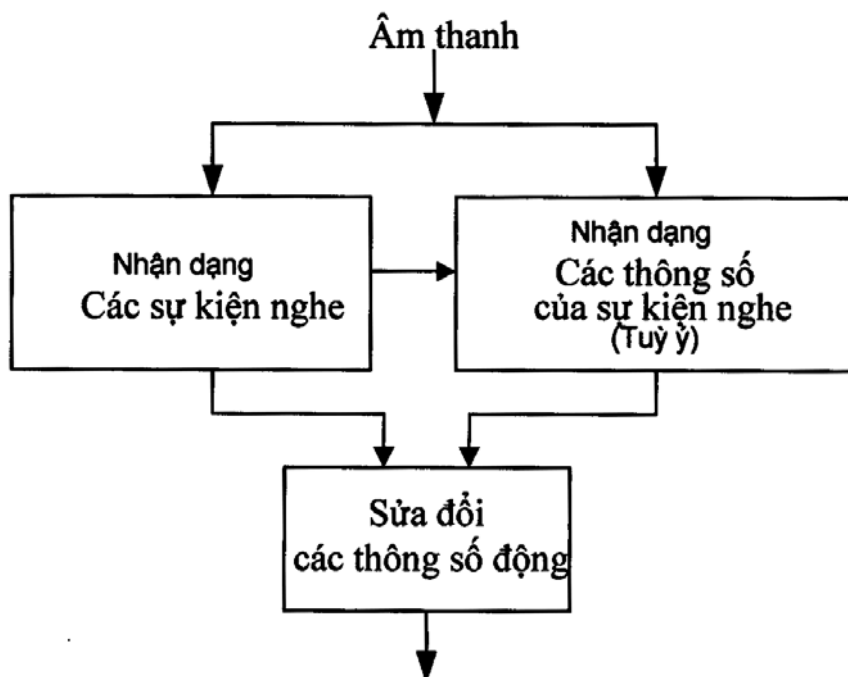 Âm thanh
Nhận dạng
Các sự kiện nghe
Nhận dạng
Các thông số
của sự kiện nghe
(Tuỳ ý)
Sửa đổi
các thông số động